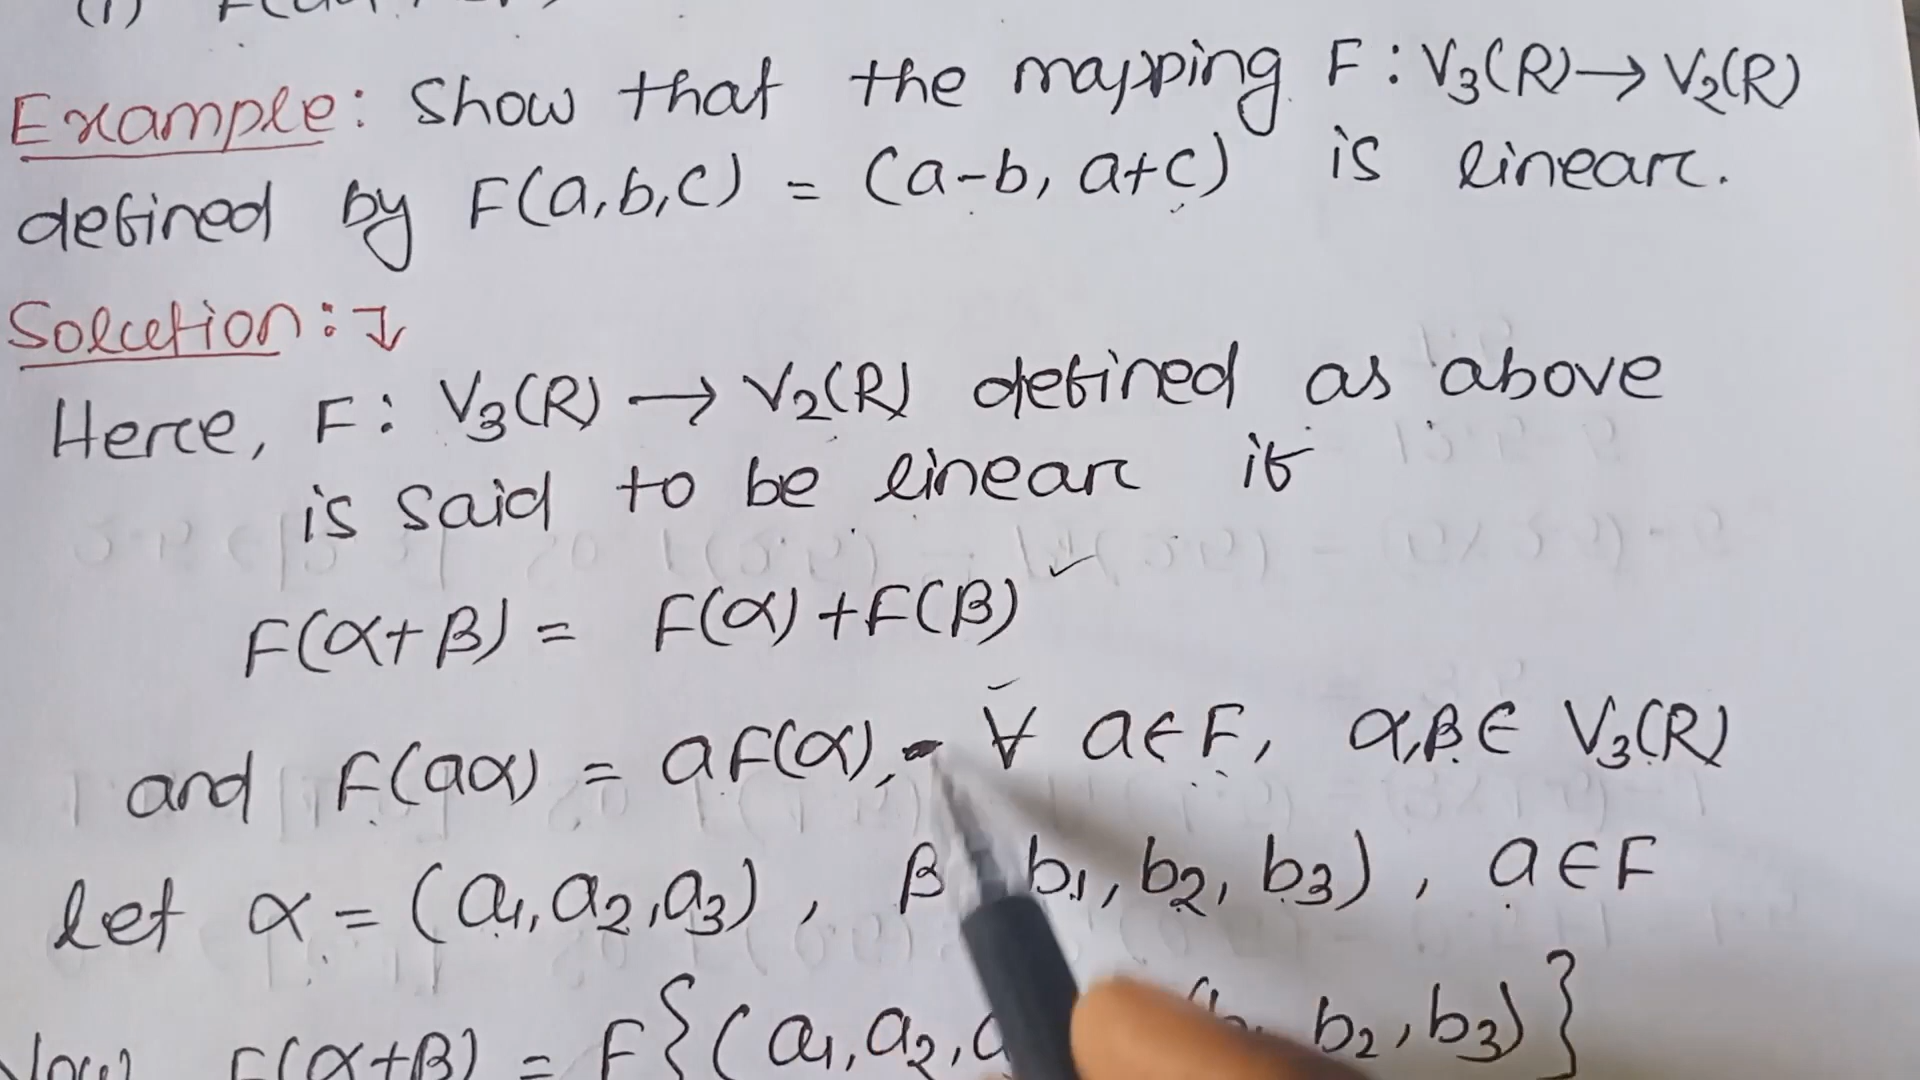 Example: Show that the mapping F : V₃(R) → V₂(R)
defined by F(a,b,c) = (a-b, a+c) is linear.
Solution :↓
Here, F : V₃(R) → V₂(R) defined as above
is said to be linear if
F(α+β) = F(α)+F(β)
and F(aα) = aF(α), ∀ a∈F, α,β∈ V₃(R)
let α = (a₁,a₂,a₃) , β b₁, b₂, b₃) , a∈F
Now F(α+β) = F{(a₁,a₂, b₂, b₃)}